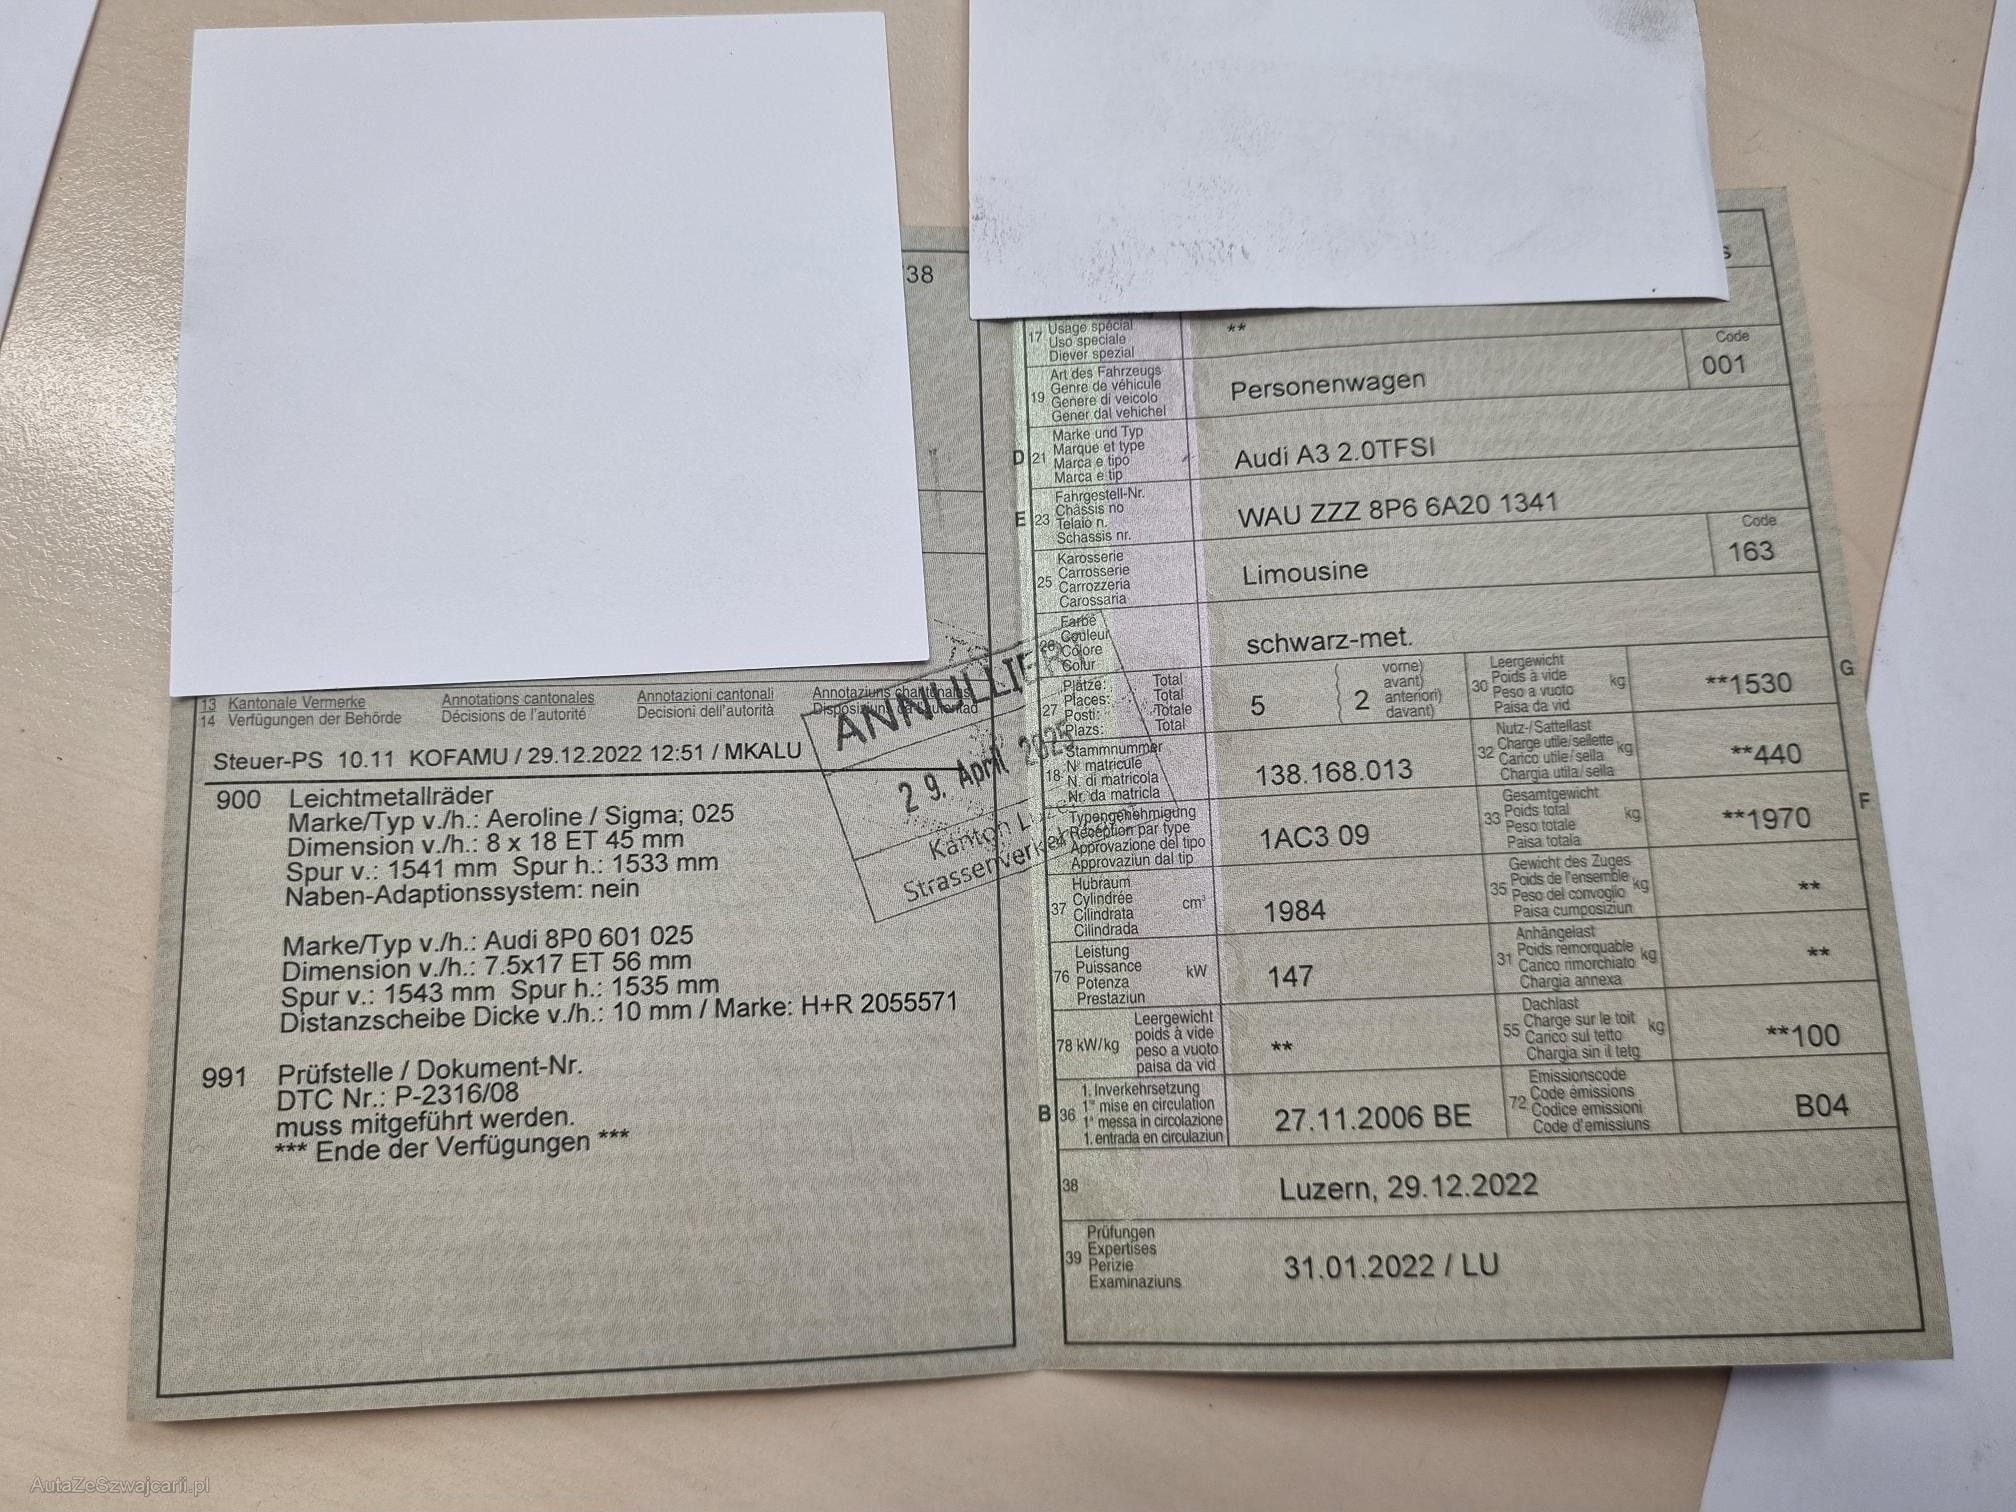 38
13 Kantonale Vermerke Annotations cantonales Annotazioni cantonali Annotaziuns chantunalas
14 Verfügungen der Behörde Décisions de l'autorité Decisioni dell'autorità
Steuer-PS 10.11 KOFAMU / 29.12.2022 12:51 / MKALU
900 Leichtmetallräder
Marke/Typ v./h.: Aeroline / Sigma; 025
Dimension v./h.: 8 x 18 ET 45 mm
Spur v.: 1541 mm Spur h.: 1533 mm
Naben-Adaptionssystem: nein
Marke/Typ v./h.: Audi 8P0 601 025
Dimension v./h.: 7.5x17 ET 56 mm
Spur v.: 1543 mm Spur h.: 1535 mm
Distanzscheibe Dicke v./h.: 10 mm / Marke: H+R 2055571
991 Prüfstelle / Dokument-Nr.
DTC Nr.: P-2316/08
muss mitgeführt werden.
*** Ende der Verfügungen ***
ANNULLIERT
29. April 2025
Kanton
s
17 Usage spécial
Uso speciale
Diever spezial
**
19 Art des Fahrzeugs
Genre de véhicule
Genere di veicolo
Gener dal vehichel
Personenwagen
Code
001
D 21 Marke und Typ
Marque et type
Marca e tipo
Marca e tip
Audi A3 2.0TFSI
E 23 Fahrgestell-Nr.
Châssis no
Telaio n.
Schassis nr.
WAU ZZZ 8P6 6A20 1341
25 Karosserie
Carrosserie
Carrozzeria
Carossaria
Limousine
Code
163
26 Farbe
Couleur
Colore
Colur
schwarz-met.
27 Plätze: Total
Places: Total
Posti: Totale
Plazs: Total
5 ( 2 vorne)
avant)
anteriori)
davant)
30 Leergewicht
Poids à vide
Peso a vuoto
Paisa da vid
kg
**1530
G
18 Stammnummer
N° matricule
N. di matricola
Nr. da matricla
138.168.013
32 Nutz-/Sattellast
Charge utile/sellette
Carico utile/sella
Chargia utila/sella
kg
**440
24 Typengenehmigung
Réception par type
Approvazione del tipo
Approvaziun dal tip
1AC3 09
33 Gesamtgewicht
Poids total
Peso totale
Paisa totala
kg
**1970
F
37 Hubraum
Cylindrée
Cilindrata
Cilindrada
cm³
1984
35 Gewicht des Zuges
Poids de l'ensemble
Peso del convoglio
Paisa cumposiziun
kg
**
76 Leistung
Puissance
Potenza
Prestaziun
kW
147
31 Anhängelast
Poids remorquable
Carico rimorchiato
Chargia annexa
kg
**
78 kW/kg Leergewicht
poids à vide
peso a vuoto
paisa da vid
**
55 Dachlast
Charge sur le toit
Carico sul tetto
Chargia sin il tetg
kg
**100
B 36 1. Inverkehrsetzung
1re mise en circulation
1a messa in circolazione
1. entrada en circulaziun
27.11.2006 BE
72 Emissionscode
Code émissions
Codice emissioni
Code d'emissiuns
B04
38 Luzern, 29.12.2022
39 Prüfungen
Expertises
Perizie
Examinaziuns
31.01.2022 / LU
AutaZeSzwajcarii.pl